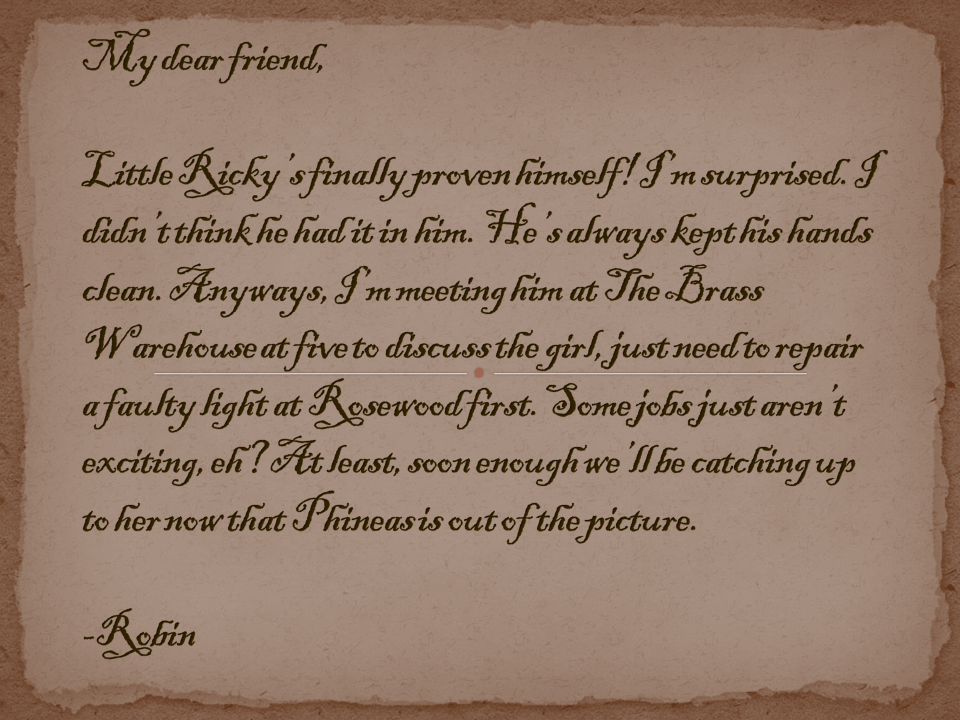 My dear friend,
Little Ricky's finally proven himself! I'm surprised. I
didn't think he had it in him. He's always kept his hands
clean. Anyways, I'm meeting him at The Brass
Warehouse at five to discuss the girl, just need to repair
a faulty light at Rosewood first. Some jobs just aren't
exciting, eh? At least, soon enough we'll be catching up
to her now that Phineas is out of the picture.
-Robin